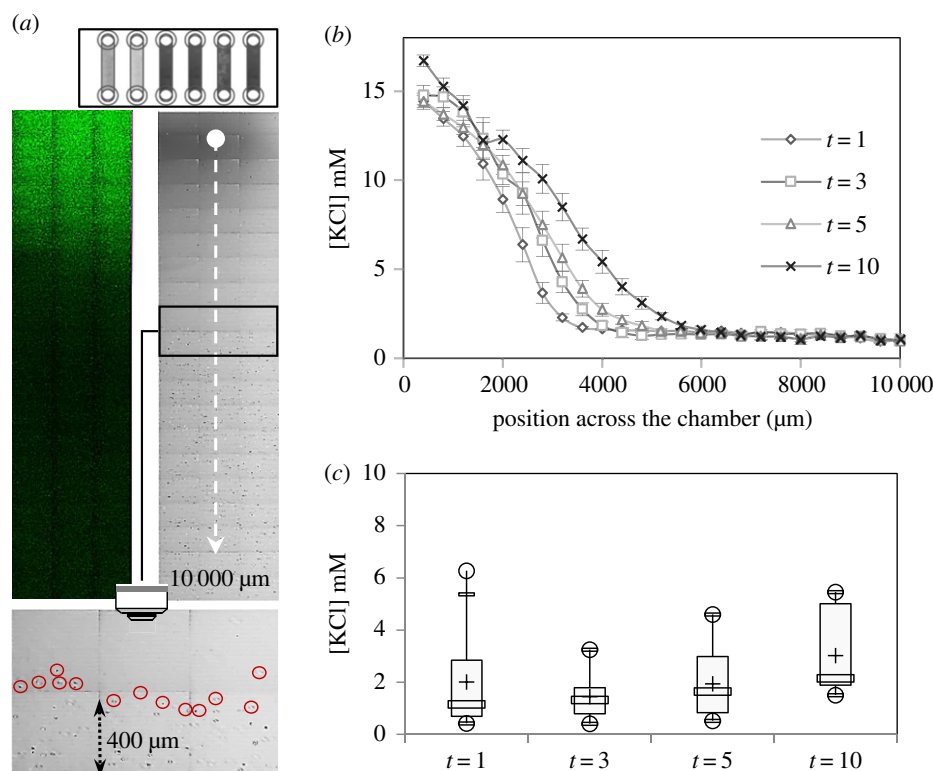 (a)
10 000 µm
400 µm
(b)
[KCl] mM
15
10
5
0
t = 1
t = 3
t = 5
t = 10
0 2000 4000 6000 8000 10 000
position across the chamber (µm)
(c)
[KCl] mM
10
8
6
4
2
0
t = 1 t = 3 t = 5 t = 10